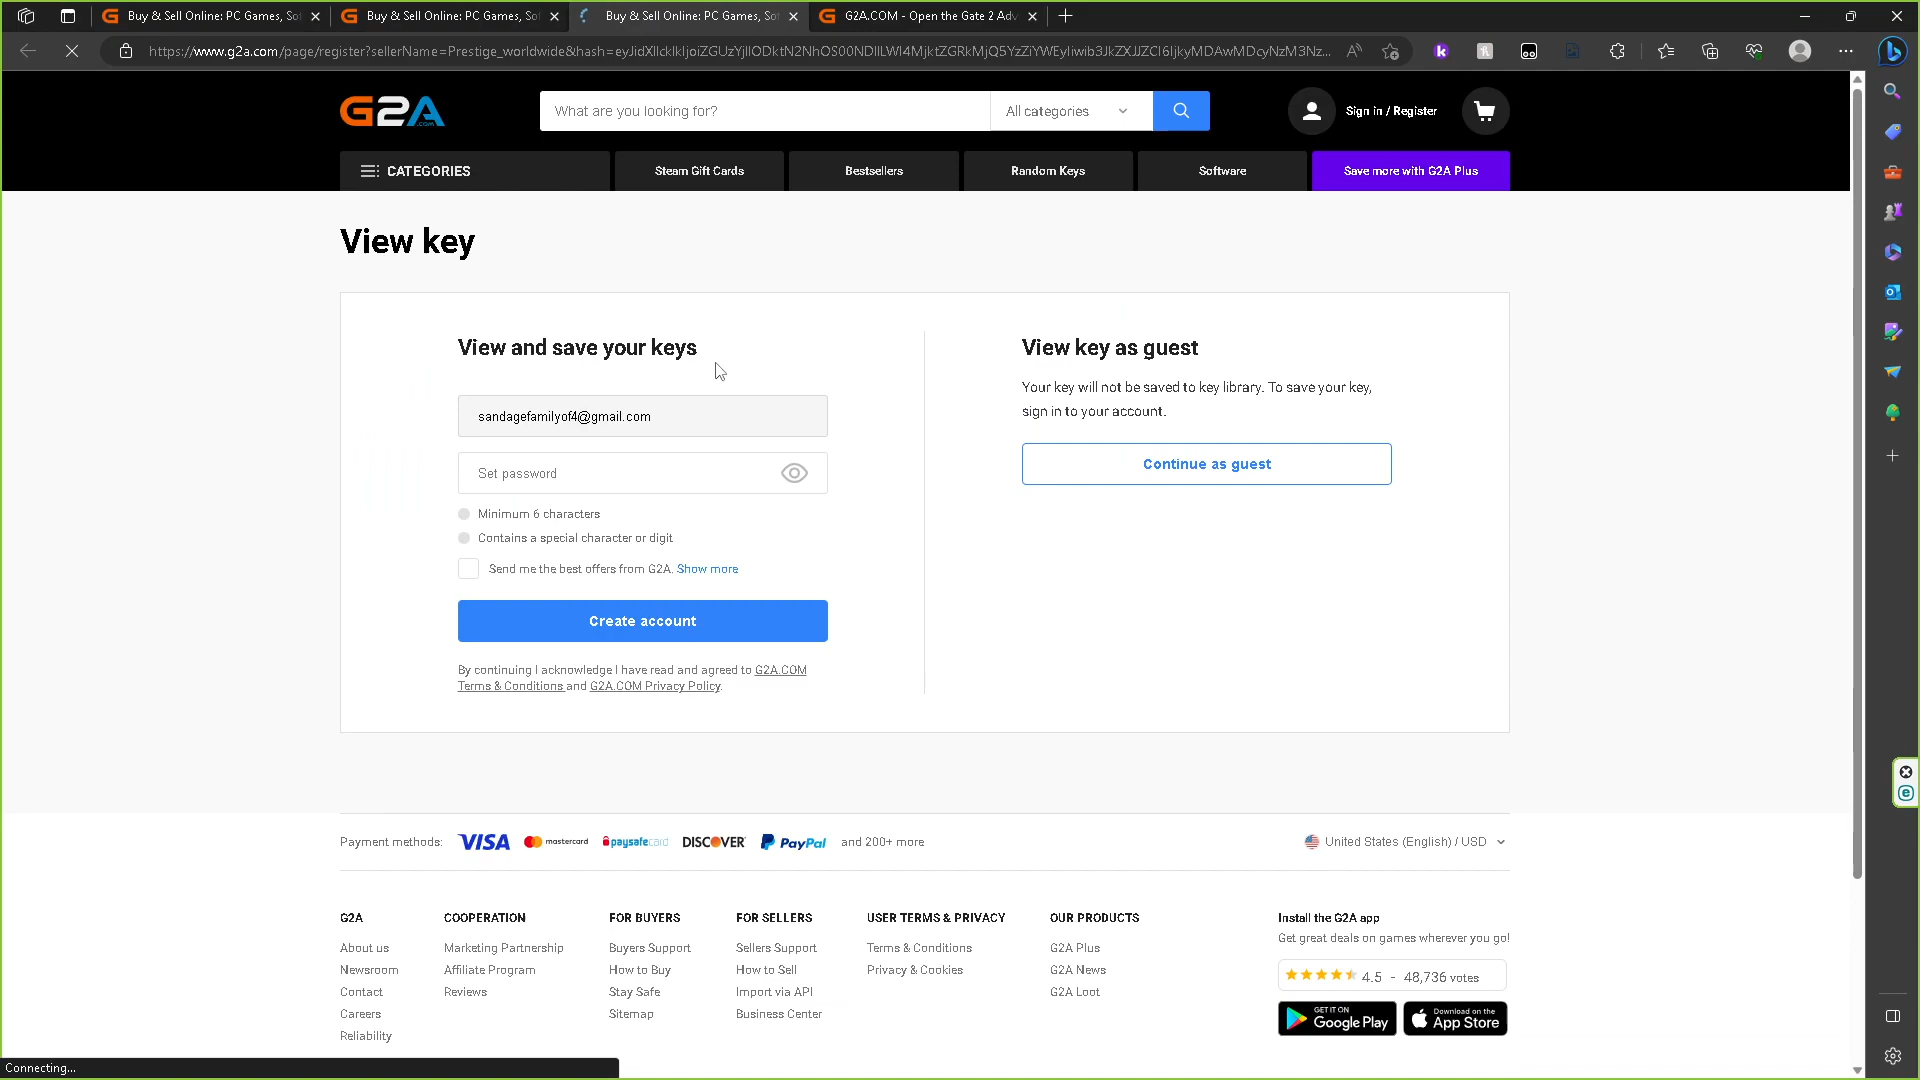 Buy & Sell Online: PC Games, Sof
Buy & Sell Online: PC Games, Sof
Buy & Sell Online: PC Games, Sof
G2A.COM - Open the Gate 2 Adv
https://www.g2a.com/page/register?sellerName=Prestige_worldwide&hash=
G2A.COM
What are you looking for?
All categories
Sign in / Register
CATEGORIES
Steam Gift Cards
Bestsellers
Random Keys
Software
Save more with G2A Plus
View key
View and save your keys
sandagefamilyof4@gmail.com
Set password
Minimum 6 characters
Contains a special character or digit
Send me the best offers from G2A. Show more
Create account
By continuing I acknowledge I have read and agreed to G2A.COM
Terms & Conditions and G2A.COM Privacy Policy.
View key as guest
Your key will not be saved to key library. To save your key,
sign in to your account.
Continue as guest
Payment methods:
VISA
mastercard
paysafecard
DISCOVER
PayPal
and 200+ more
United States (English) / USD
G2A
About us
Newsroom
Contact
Careers
Reliability
COOPERATION
Marketing Partnership
Affiliate Program
Reviews
FOR BUYERS
Buyers Support
How to Buy
Stay Safe
Sitemap
FOR SELLERS
Sellers Support
How to Sell
Import via API
Business Center
USER TERMS & PRIVACY
Terms & Conditions
Privacy & Cookies
OUR PRODUCTS
G2A Plus
G2A News
G2A Loot
Install the G2A app
Get great deals on games wherever you go!
4.5 - 48,736 votes
GET IT ON
Google Play
Download on the
App Store
Connecting...